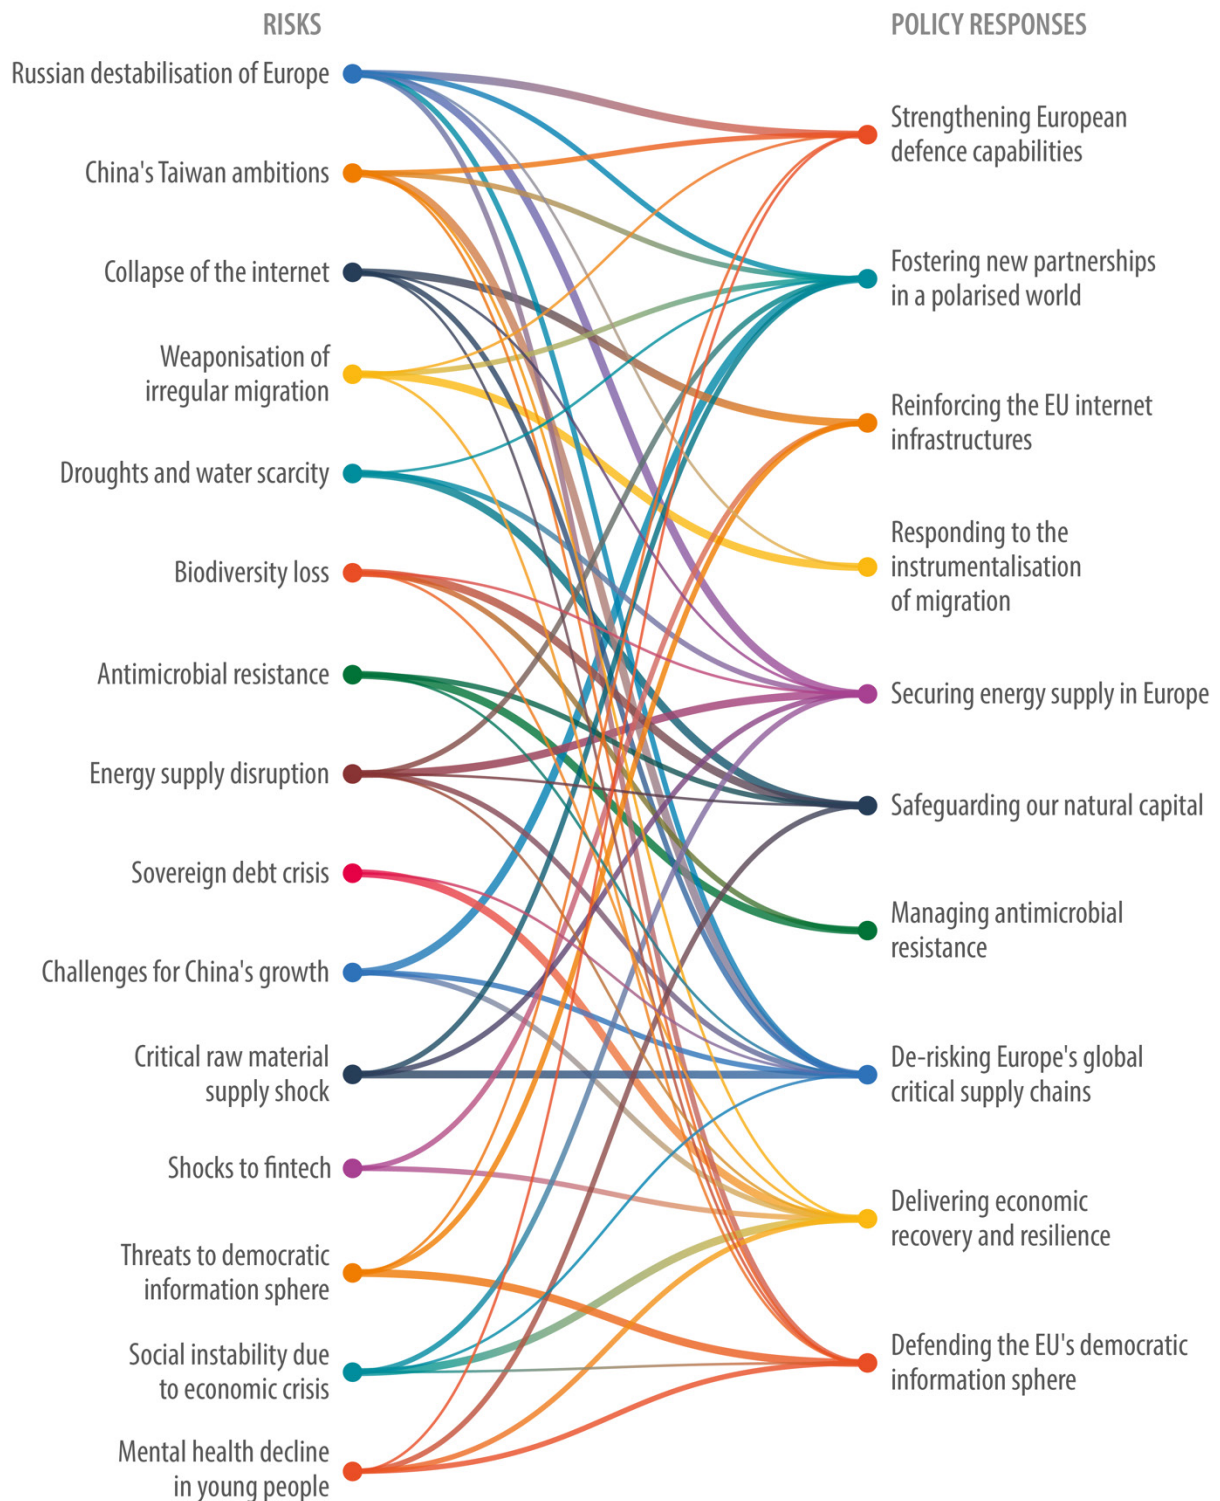 RISKS
Russian destabilisation of Europe
China's Taiwan ambitions
Collapse of the internet
Weaponisation of
irregular migration
Droughts and water scarcity
Biodiversity loss
Antimicrobial resistance
Energy supply disruption
Sovereign debt crisis
Challenges for China's growth
Critical raw material
supply shock
Shocks to fintech
Threats to democratic
information sphere
Social instability due
to economic crisis
Mental health decline
in young people
POLICY RESPONSES
Strengthening European
defence capabilities
Fostering new partnerships
in a polarised world
Reinforcing the EU internet
infrastructures
Responding to the
instrumentalisation
of migration
Securing energy supply in Europe
Safeguarding our natural capital
Managing antimicrobial
resistance
De-risking Europe's global
critical supply chains
Delivering economic
recovery and resilience
Defending the EU's democratic
information sphere